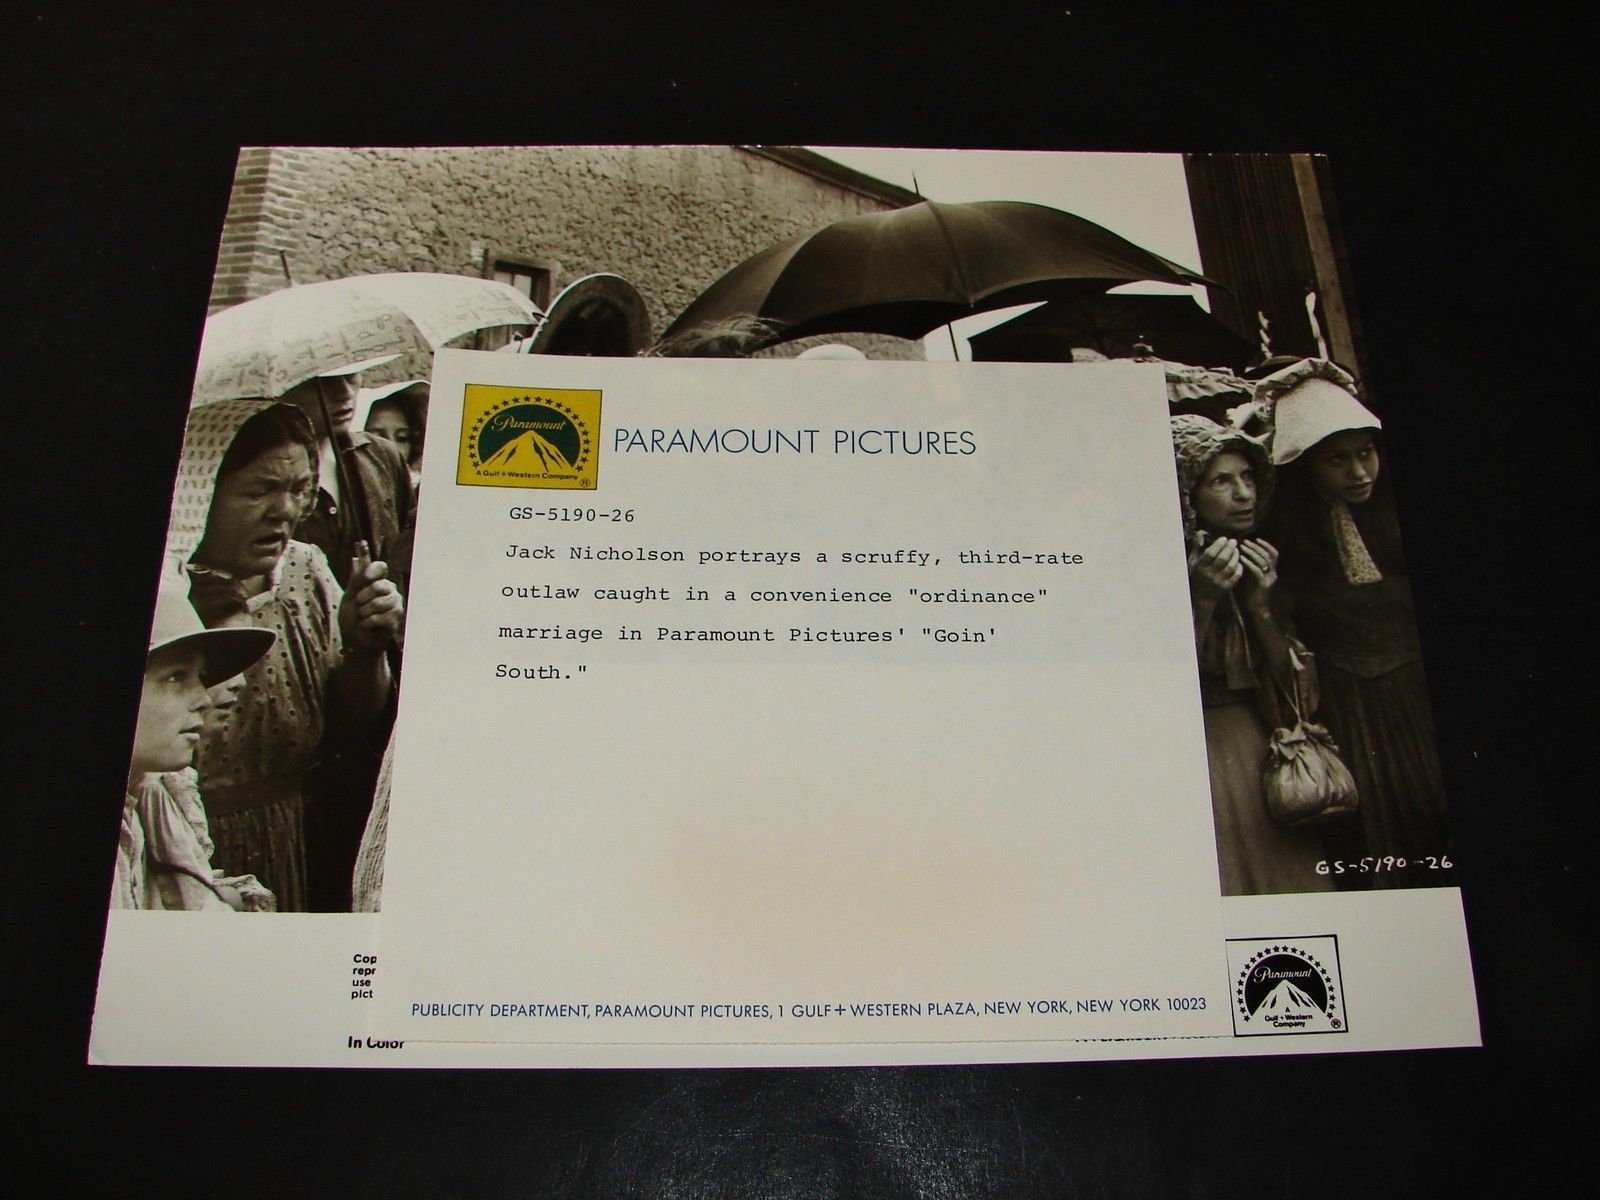 Paramount
A Gulf+Western Company
®
PARAMOUNT PICTURES
GS-5190-26
Jack Nicholson portrays a scruffy, third-rate
outlaw caught in a convenience "ordinance"
marriage in Paramount Pictures' "Goin'
South."
GS-5190-26
Cop
repr
use
pict
PUBLICITY DEPARTMENT, PARAMOUNT PICTURES, 1 GULF+WESTERN PLAZA, NEW YORK, NEW YORK 10023
In Color
Paramount
A
Gulf+Western
Company
®